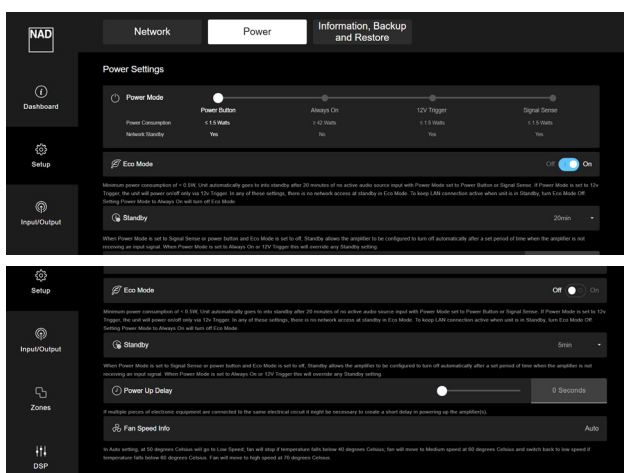 NAD
Network
Power
Information, Backup
and Restore
Power Settings
Dashboard
Power Mode
Power Button
Always On
12V Trigger
Signal Sense
Power Consumption
≤ 1.5 Watts
≥ 42 Watts
≤ 1.5 Watts
≤ 1.5 Watts
Network Standby
Yes
No
Yes
Yes
Setup
Eco Mode
Off
On
Minimum power consumption of < 0.5W. Unit automatically goes to into standby after 20 minutes of no active audio source input with Power Mode set to Power Button or Signal Sense. If Power Mode is set to 12v
Trigger, the unit will power on/off only via 12v Trigger. In any of these settings, there is no network access at standby in Eco Mode. To keep LAN connection active when unit is in Standby, turn Eco Mode Off.
Setting Power Mode to Always On will turn off Eco Mode
Input/Output
Standby
20min
When Power Mode is set to Signal Sense or power button and Eco Mode is set to off, Standby allows the amplifier to be configured to turn off automatically after a set period of time when the amplifier is not
receiving an input signal. When Power Mode is set to Always On or 12V Trigger this will override any Standby setting
Setup
Eco Mode
Off
On
Minimum power consumption of < 0.5W. Unit automatically goes to into standby after 20 minutes of no active audio source input with Power Mode set to Power Button or Signal Sense. If Power Mode is set to 12v
Trigger, the unit will power on/off only via 12v Trigger. In any of these settings, there is no network access at standby in Eco Mode. To keep LAN connection active when unit is in Standby, turn Eco Mode Off.
Setting Power Mode to Always On will turn off Eco Mode
Input/Output
Standby
5min
When Power Mode is set to Signal Sense or power button and Eco Mode is set to off, Standby allows the amplifier to be configured to turn off automatically after a set period of time when the amplifier is not
receiving an input signal. When Power Mode is set to Always On or 12V Trigger this will override any Standby setting
Zones
Power Up Delay
0 Seconds
If multiple pieces of electronic equipment are connected to the same electrical circuit it might be necessary to create a short delay in powering up the amplifier(s).
Fan Speed Info
Auto
In Auto setting, at 50 degrees Celsius will go to Low Speed; fan will stop if temperature falls below 40 degrees Celsius; fan will move to Medium speed at 60 degrees Celsius and switch back to low speed if
temperature falls below 60 degrees Celsius. Fan will move to high speed at 70 degrees Celsius
DSP